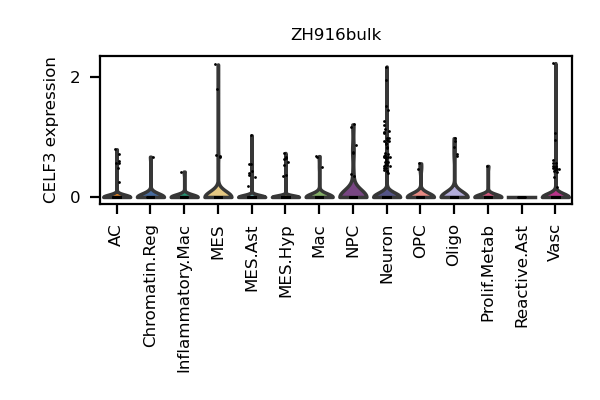 ZH916bulk
CELF3 expression
2
0
AC
Chromatin.Reg
Inflammatory.Mac
MES
MES.Ast
MES.Hyp
Mac
NPC
Neuron
OPC
Oligo
Prolif.Metab
Reactive.Ast
Vasc